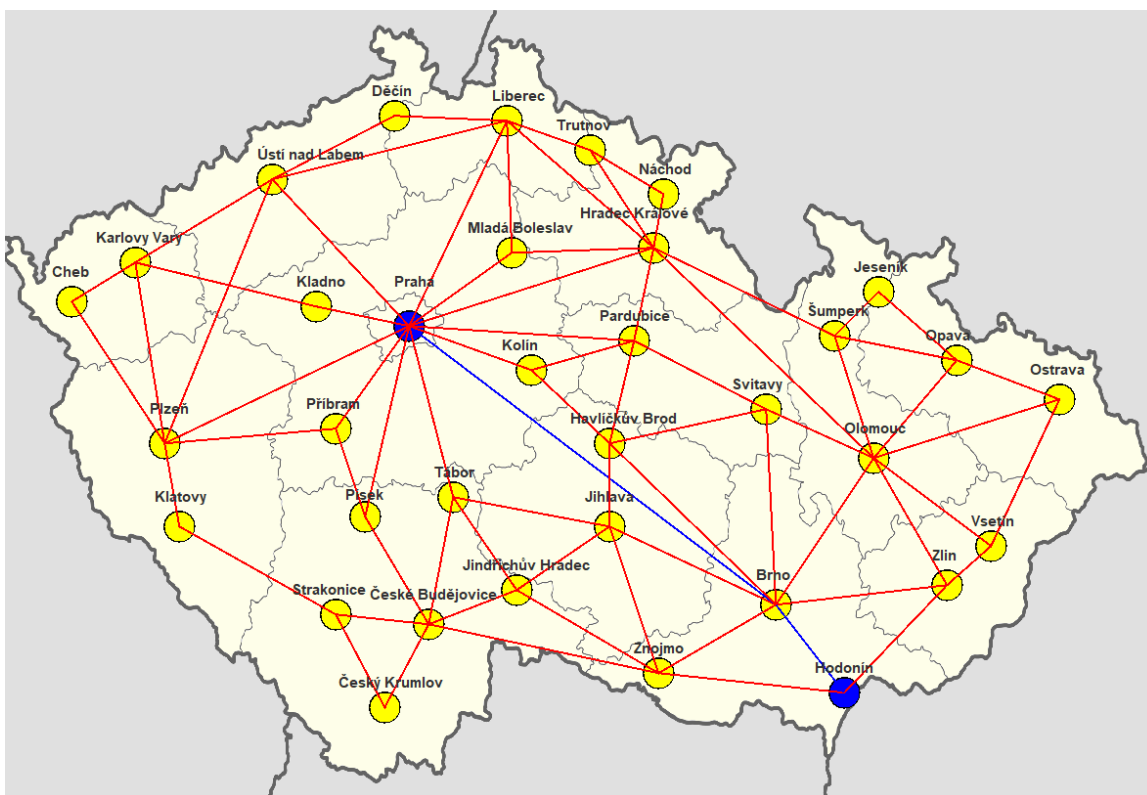 Děčín
Liberec
Trutnov
Ústí nad Labem
Náchod
Hradec Králové
Mladá Boleslav
Karlovy Vary
Cheb
Kladno
Praha
Jeseník
Šumperk
Pardubice
Opava
Kolín
Ostrava
Svitavy
Plzeň
Příbram
Havlíčkův Brod
Olomouc
Tábor
Klatovy
Písek
Jihlava
Vsetín
Zlin
Jindřichův Hradec
Brno
Strakonice
České Budějovice
Znojmo
Hodonín
Český Krumlov